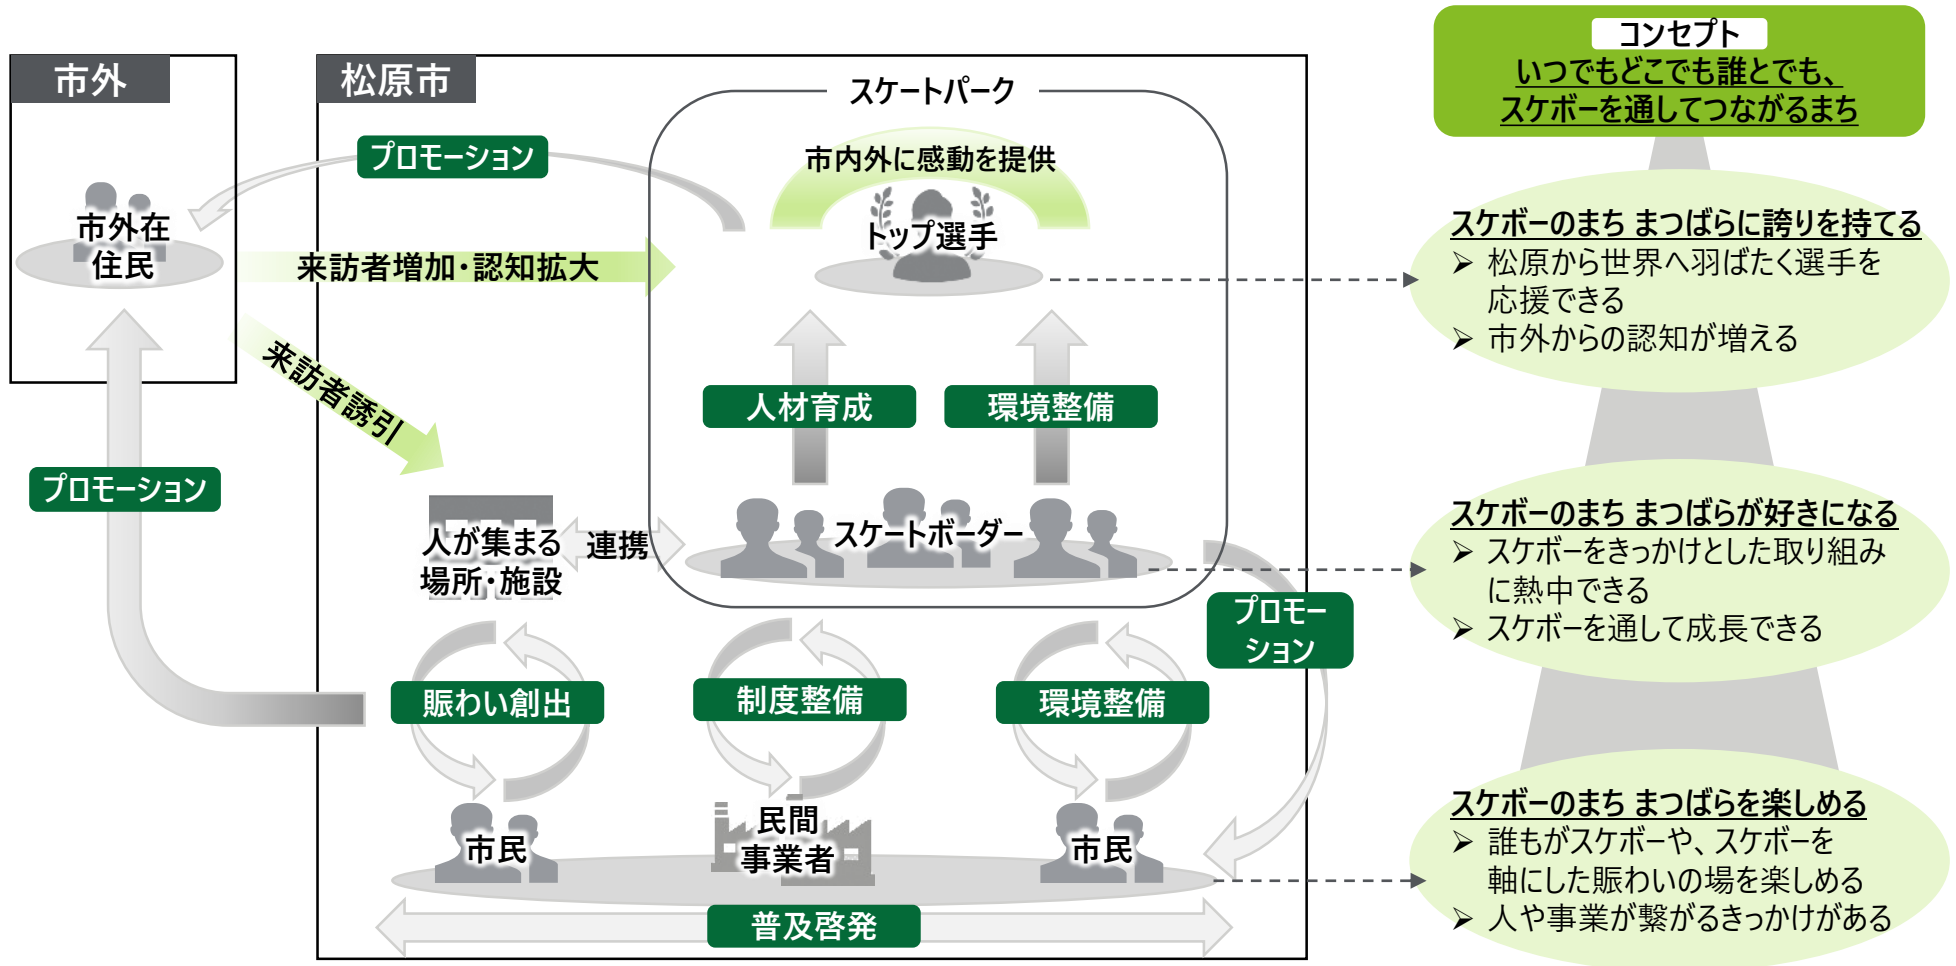 市外
松原市
スケートパーク
プロモーション
市内外に感動を提供
トップ選手
市外在
住民
来訪者増加・認知拡大
来訪者誘引
人材育成
環境整備
プロモーション
人が集まる
場所・施設
連携
スケートボーダー
プロモー
ション
賑わい創出
制度整備
環境整備
市民
民間
事業者
市民
普及啓発
コンセプト
いつでもどこでも誰とでも、
スケボーを通してつながるまち
スケボーのまち まつばらに誇りを持てる
➢ 松原から世界へ羽ばたく選手を
応援できる
➢ 市外からの認知が増える
スケボーのまち まつばらが好きになる
➢ スケボーをきっかけとした取り組み
に熱中できる
➢ スケボーを通して成長できる
スケボーのまち まつばらを楽しめる
➢ 誰もがスケボーや、スケボーを
軸にした賑わいの場を楽しめる
➢ 人や事業が繋がるきっかけがある